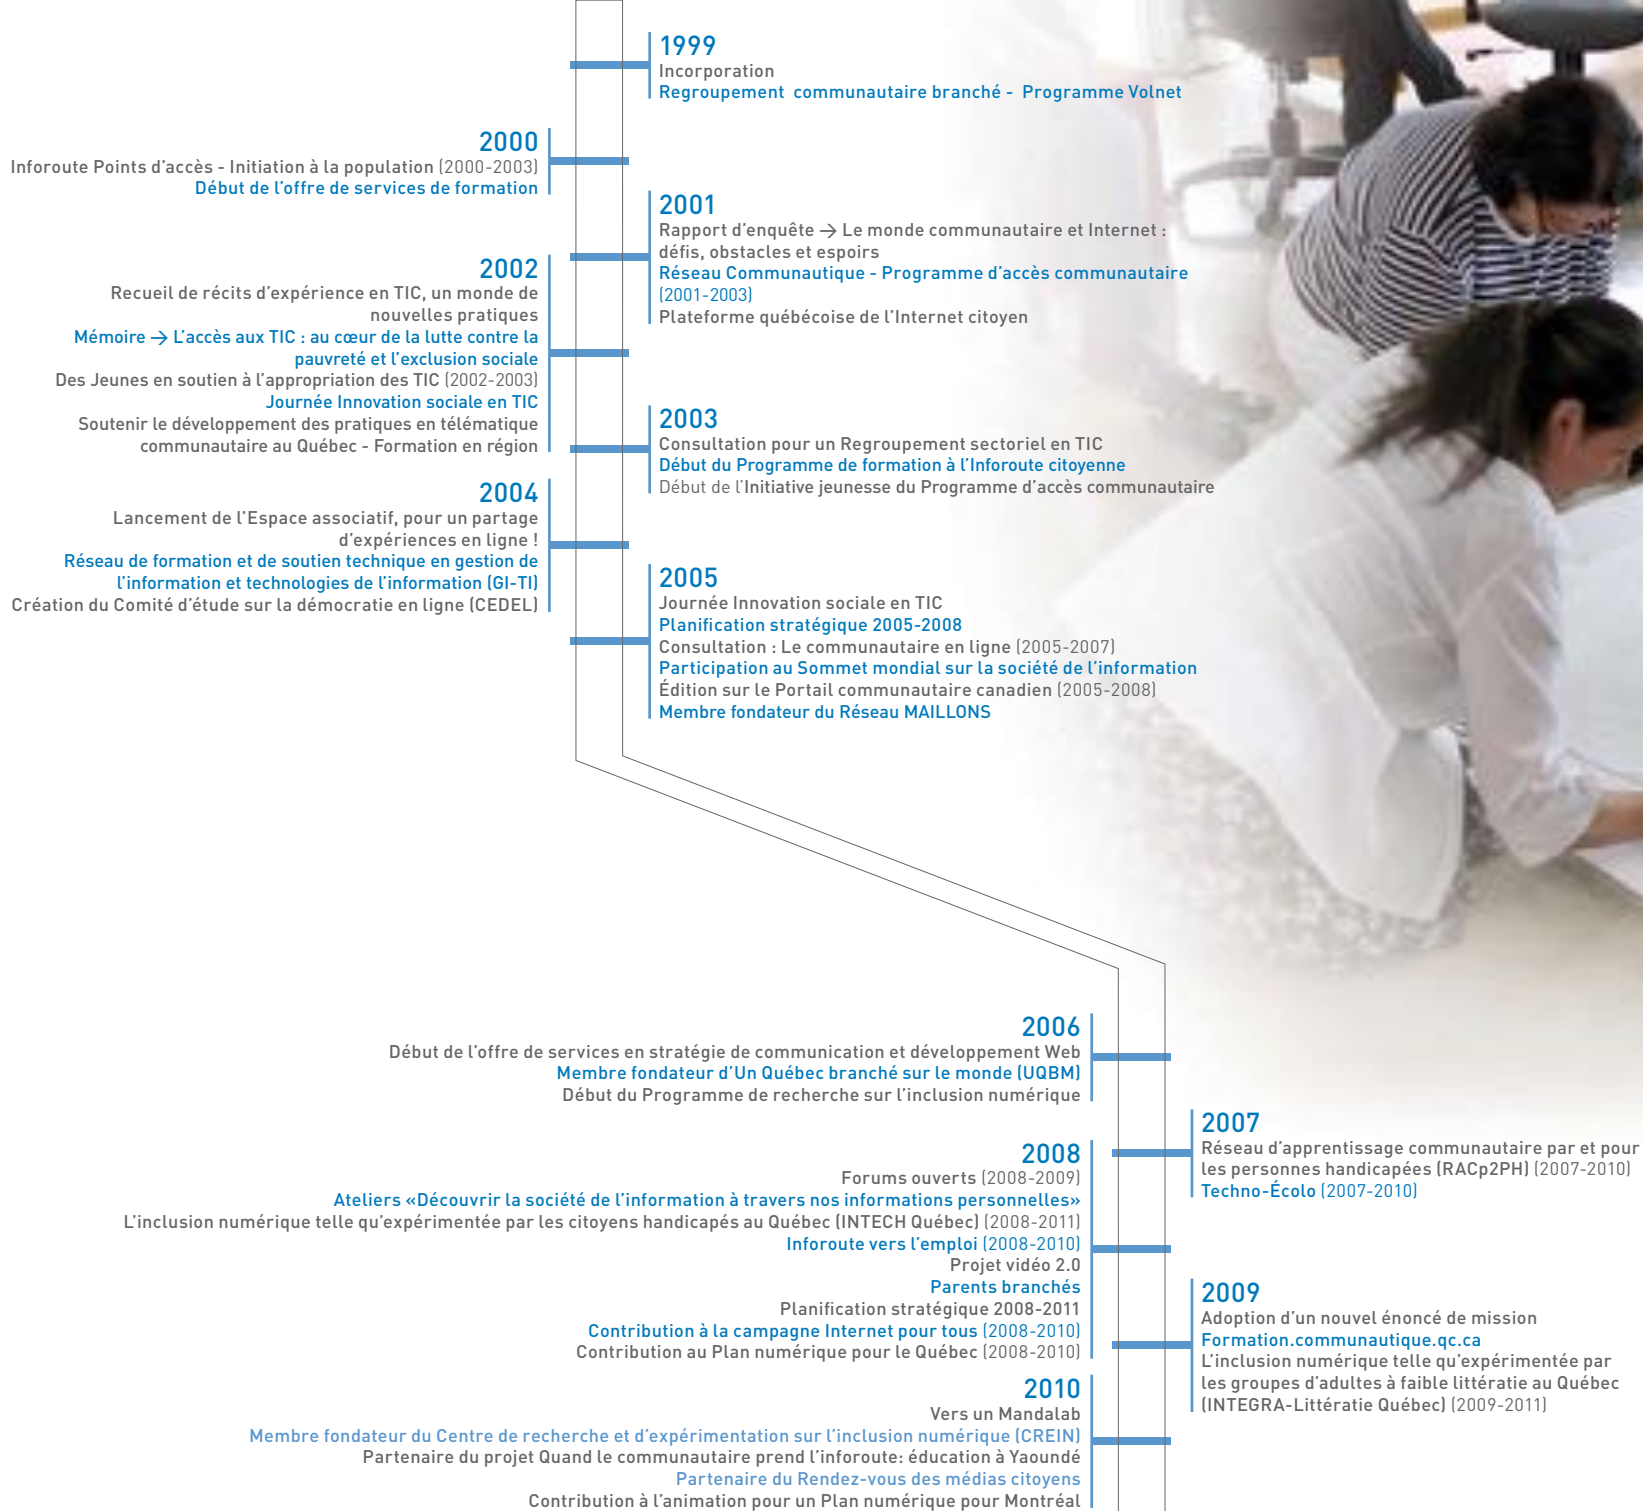 1999
Incorporation
Regroupement communautaire branché - Programme Volnet
2000
Inforoute Points d’accès - Initiation à la population (2000-2003)
Début de l’offre de services de formation
2001
Rapport d’enquête → Le monde communautaire et Internet :
défis, obstacles et espoirs
Réseau Communautique - Programme d’accès communautaire
(2001-2003)
Plateforme québécoise de l’Internet citoyen
2002
Recueil de récits d’expérience en TIC, un monde de
nouvelles pratiques
Mémoire → L’accès aux TIC : au cœur de la lutte contre la
pauvreté et l’exclusion sociale
Des Jeunes en soutien à l’appropriation des TIC (2002-2003)
Journée Innovation sociale en TIC
Soutenir le développement des pratiques en télématique
communautaire au Québec - Formation en région
2003
Consultation pour un Regroupement sectoriel en TIC
Début du Programme de formation à l’Inforoute citoyenne
Début de l’Initiative jeunesse du Programme d’accès communautaire
2004
Lancement de l’Espace associatif, pour un partage
d’expériences en ligne !
Réseau de formation et de soutien technique en gestion de
l’information et technologies de l’information (GI-TI)
Création du Comité d’étude sur la démocratie en ligne (CEDEL)
2005
Journée Innovation sociale en TIC
Planification stratégique 2005-2008
Consultation : Le communautaire en ligne (2005-2007)
Participation au Sommet mondial sur la société de l’information
Édition sur le Portail communautaire canadien (2005-2008)
Membre fondateur du Réseau MAILLONS
2006
Début de l’offre de services en stratégie de communication et développement Web
Membre fondateur d’Un Québec branché sur le monde (UQBM)
Début du Programme de recherche sur l’inclusion numérique
2007
Réseau d’apprentissage communautaire par et pour
les personnes handicapées (RACp2PH) (2007-2010)
Techno-Écolo (2007-2010)
2008
Forums ouverts (2008-2009)
Ateliers «Découvrir la société de l’information à travers nos informations personnelles»
L’inclusion numérique telle qu’expérimentée par les citoyens handicapés au Québec (INTECH Québec) (2008-2011)
Inforoute vers l’emploi (2008-2010)
Projet vidéo 2.0
Parents branchés
Planification stratégique 2008-2011
Contribution à la campagne Internet pour tous (2008-2010)
Contribution au Plan numérique pour le Québec (2008-2010)
2009
Adoption d’un nouvel énoncé de mission
Formation.communautique.qc.ca
L’inclusion numérique telle qu’expérimentée par
les groupes d’adultes à faible littératie au Québec
(INTEGRA-Littératie Québec) (2009-2011)
2010
Vers un Mandalab
Membre fondateur du Centre de recherche et d’expérimentation sur l’inclusion numérique (CREIN)
Partenaire du projet Quand le communautaire prend l’inforoute: éducation à Yaoundé
Partenaire du Rendez-vous des médias citoyens
Contribution à l’animation pour un Plan numérique pour Montréal